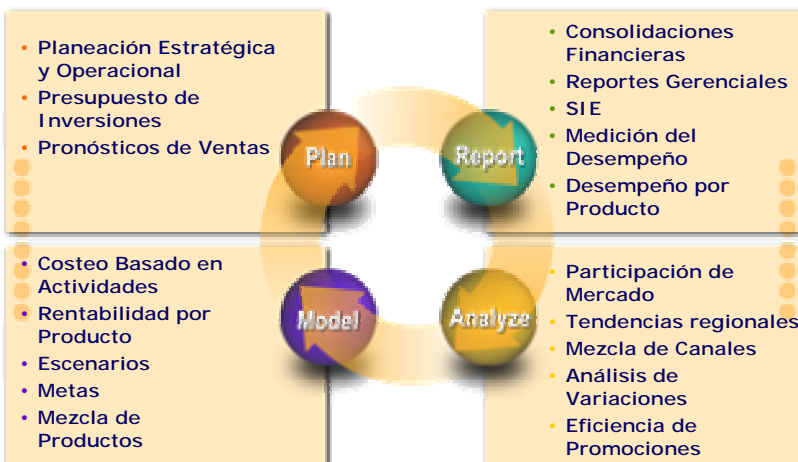 • Planeación Estratégica
y Operacional
• Presupuesto de
Inversiones
• Pronósticos de Ventas
Plan
• Consolidaciones
Financieras
• Reportes Gerenciales
• SIE
• Medición del
Desempeño
• Desempeño por
Producto
Report
• Costeo Basado en
Actividades
• Rentabilidad por
Producto
• Escenarios
• Metas
• Mezcla de
Productos
Model
Analyze
• Participación de
Mercado
• Tendencias regionales
• Mezcla de Canales
• Análisis de
Variaciones
• Eficiencia de
Promociones